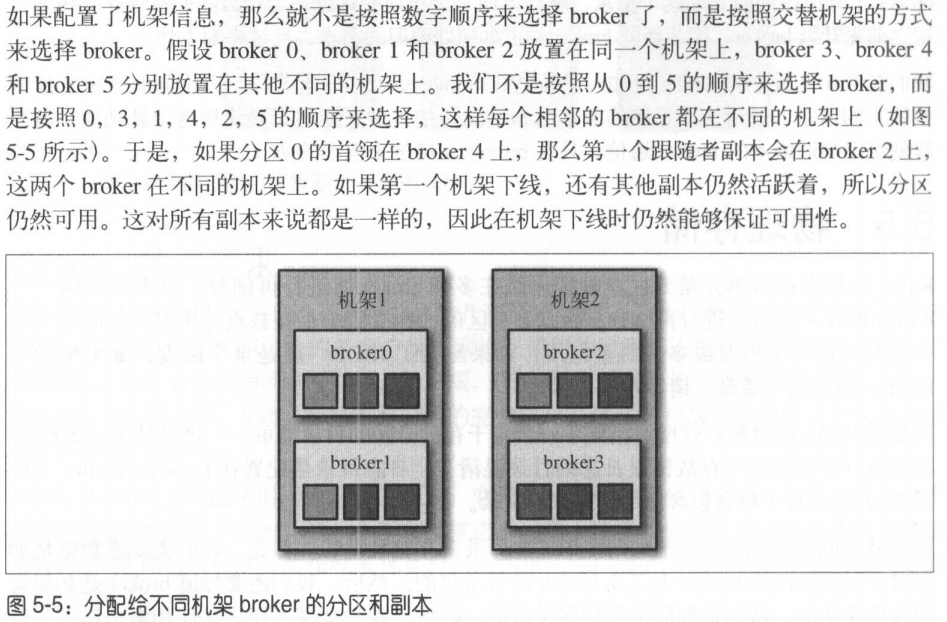 如果配置了机架信息，那么就不是按照数字顺序来选择 broker 了，而是按照交替机架的方式
来选择 broker。假设 broker 0、broker 1 和 broker 2 放置在同一个机架上，broker 3、broker 4
和 broker 5 分别放置在其他不同的机架上。我们不是按照从 0 到 5 的顺序来选择 broker，而
是按照 0，3，1，4，2，5 的顺序来选择，这样每个相邻的 broker 都在不同的机架上（如图
5-5 所示）。于是，如果分区 0 的首领在 broker 4 上，那么第一个跟随者副本会在 broker 2 上，
这两个 broker 在不同的机架上。如果第一个机架下线，还有其他副本仍然活跃着，所以分区
仍然可用。这对所有副本来说都是一样的，因此在机架下线时仍然能够保证可用性。
机架1
机架2
broker0
broker2
broker1
broker3
图 5-5：分配给不同机架 broker 的分区和副本